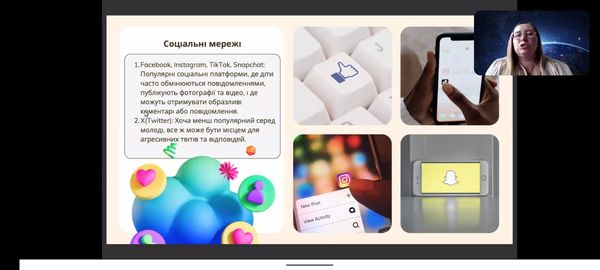 Соціальні мережі
1. Facebook, Instagram, TikTok, Snapchat:
Популярні соціальні платформи, де діти
часто обмінюються повідомленнями,
публікують фотографії та відео, і де
можуть отримувати образливі
коментарі або повідомлення.
2. X(Twitter): Хоча менш популярний серед
молоді, все ж може бути місцем для
агресивних твітів та відповідей.
New Post
View Activity